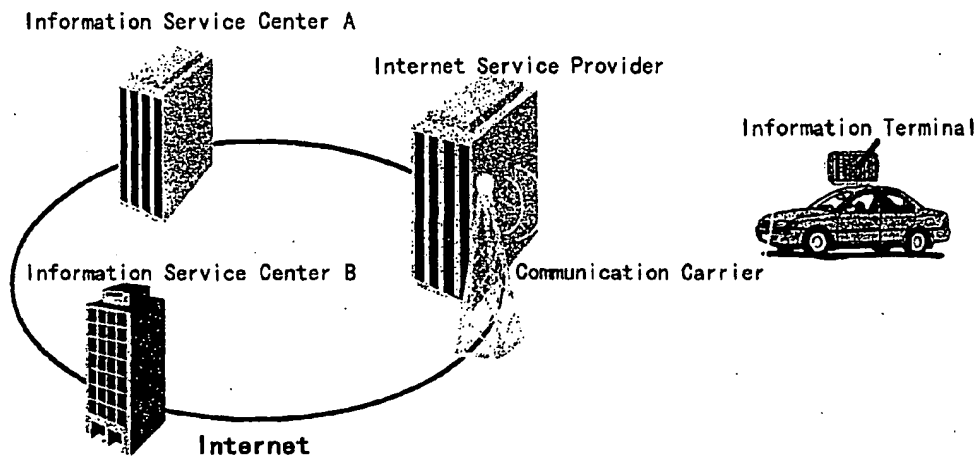 Information Service Center A
Internet Service Provider
Information Terminal
Information Service Center B
Communication Carrier
Internet